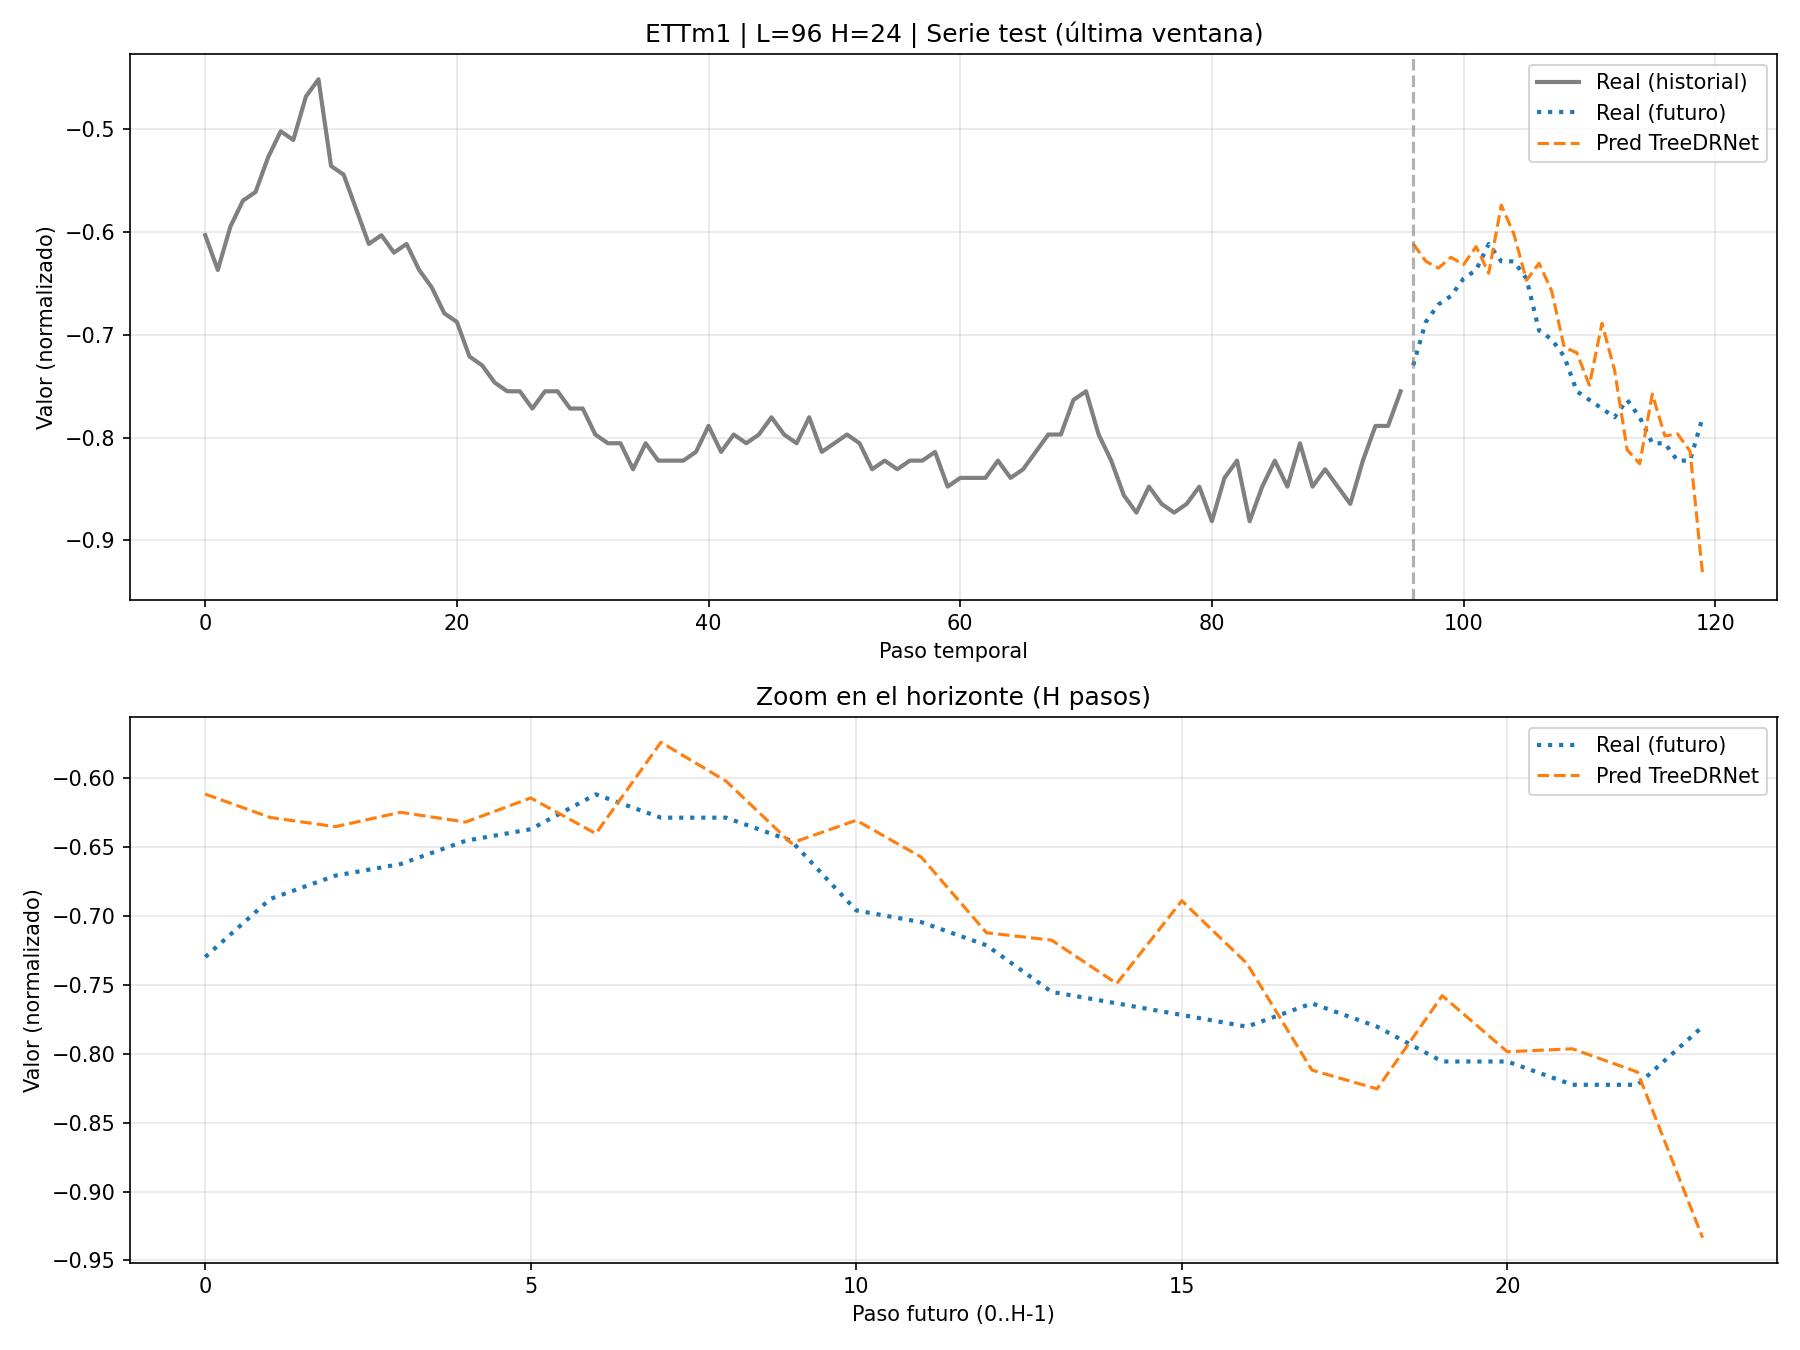 ETTm1 | L=96 H=24 | Serie test (última ventana)
Real (historial)
Real (futuro)
Pred TreeDRNet
Valor (normalizado)
−0.5
−0.6
−0.7
−0.8
−0.9
0 20 40 60 80 100 120
Paso temporal
Zoom en el horizonte (H pasos)
Real (futuro)
Pred TreeDRNet
Valor (normalizado)
−0.60
−0.65
−0.70
−0.75
−0.80
−0.85
−0.90
−0.95
0 5 10 15 20
Paso futuro (0..H-1)